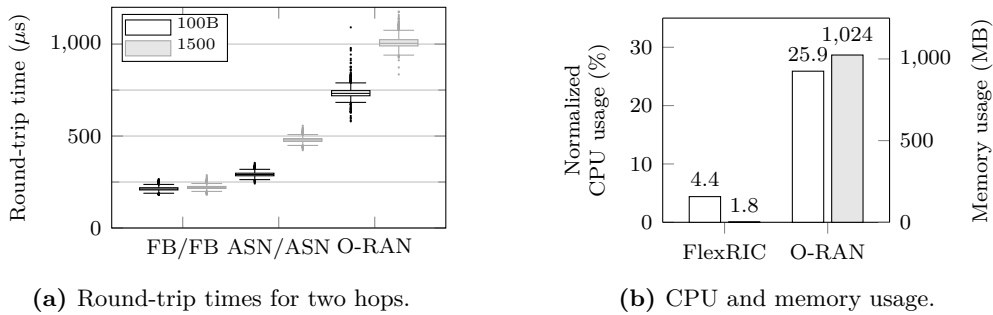 100B
1500
Round-trip time (μs)
1,000
500
0
FB/FB ASN/ASN O-RAN
(a) Round-trip times for two hops.
Normalized
CPU usage (%)
30
20
10
0
4.4
1.8
25.9
1,024
FlexRIC O-RAN
1,000
500
0
Memory usage (MB)
(b) CPU and memory usage.